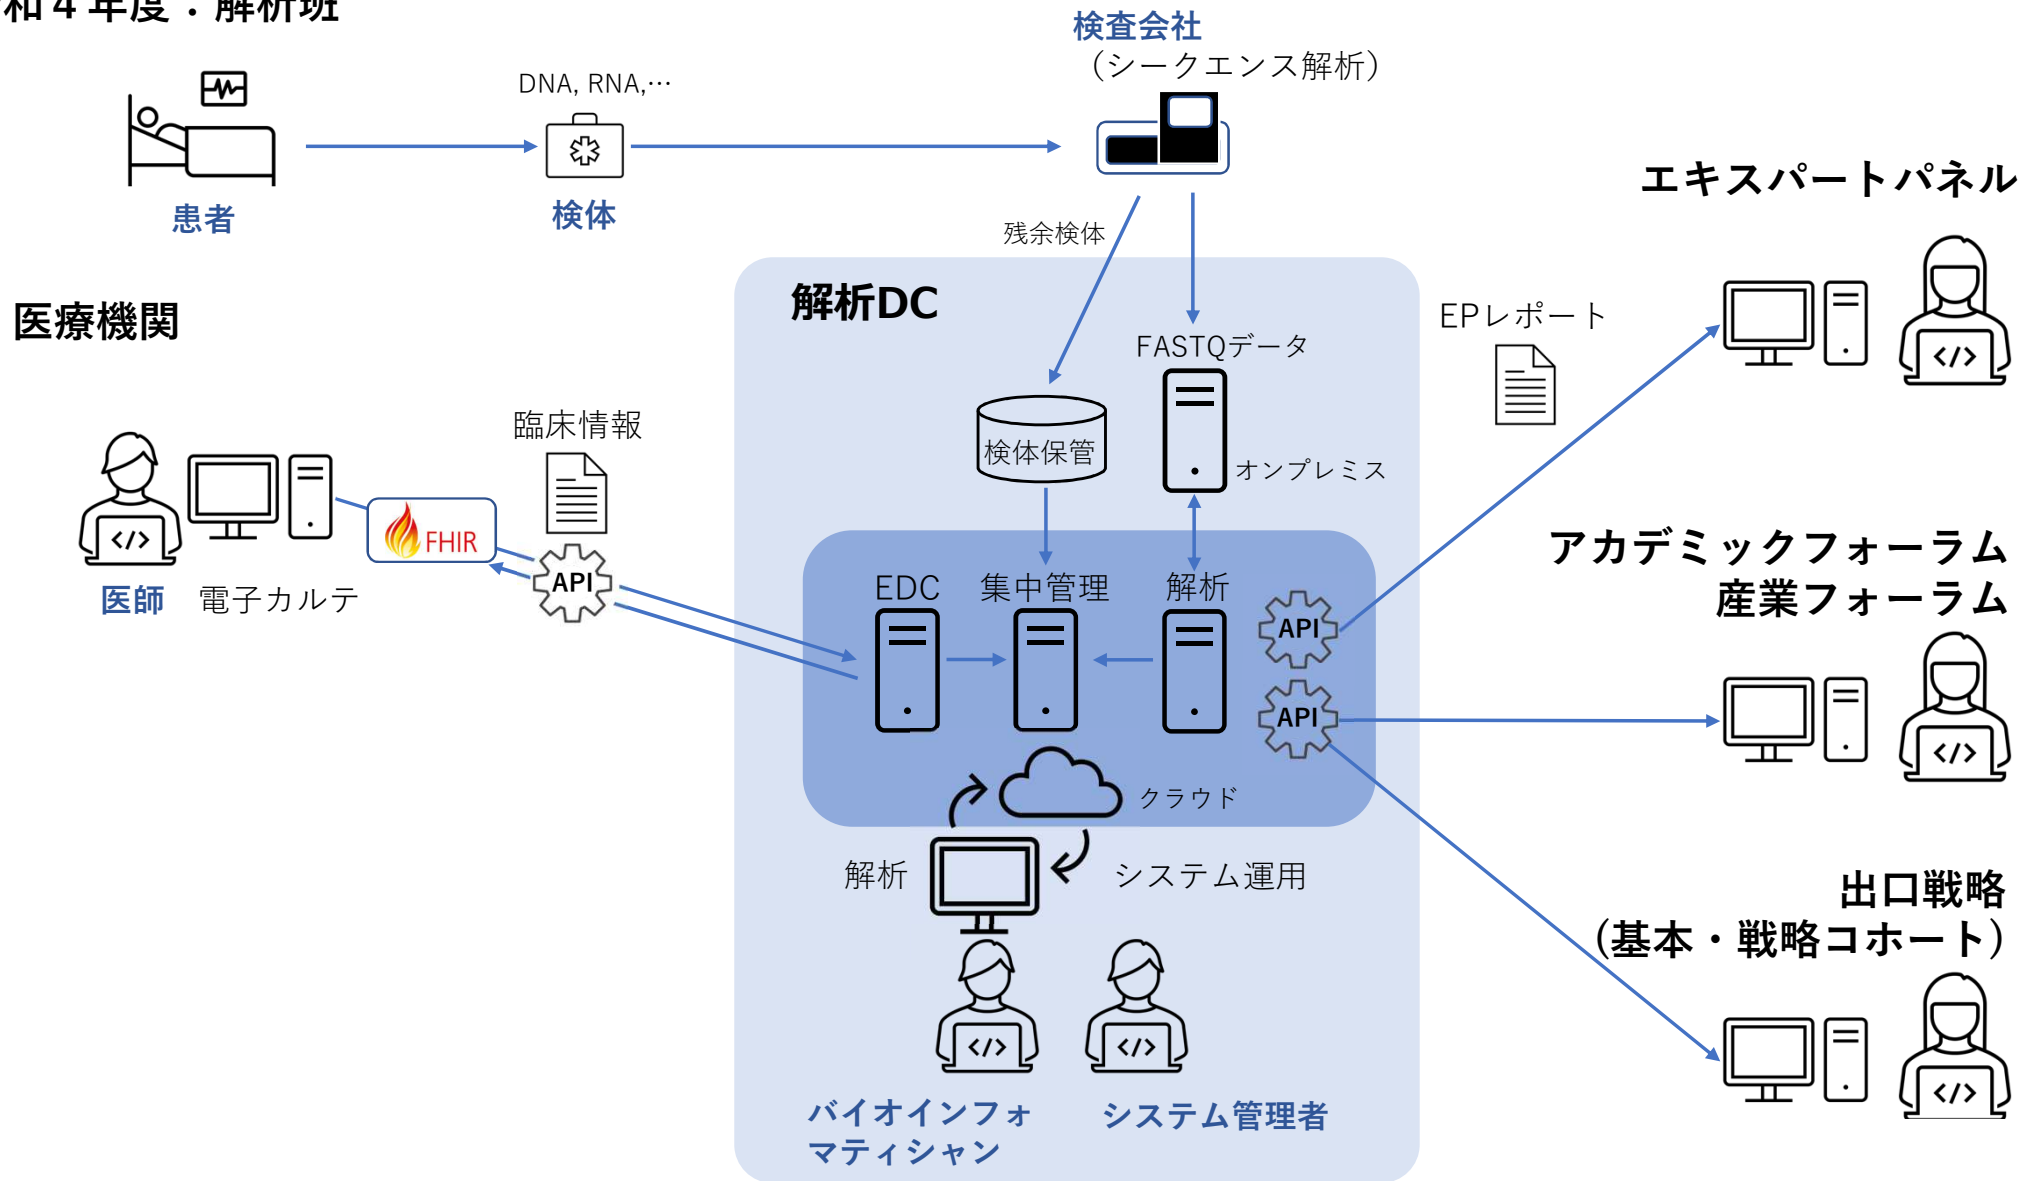 和４年度：解析班
検査会社
（シークエンス解析）
DNA, RNA,…
患者
検体
残余検体
エキスパートパネル
医療機関
解析DC
EPレポート
FASTQデータ
臨床情報
検体保管
オンプレミス
FHIR
API
医師
電子カルテ
EDC
集中管理
解析
API
API
アカデミックフォーラム
産業フォーラム
クラウド
解析
システム運用
出口戦略
（基本・戦略コホート）
バイオインフォ
マティシャン
システム管理者